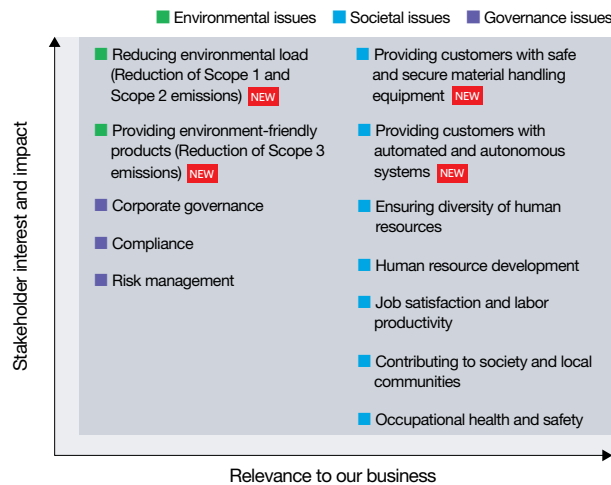 Environmental issues
Societal issues
Governance issues
Stakeholder interest and impact
Reducing environmental load
(Reduction of Scope 1 and
Scope 2 emissions) NEW
Providing environment-friendly
products (Reduction of Scope 3
emissions) NEW
Corporate governance
Compliance
Risk management
Providing customers with safe
and secure material handling
equipment NEW
Providing customers with
automated and autonomous
systems NEW
Ensuring diversity of human
resources
Human resource development
Job satisfaction and labor
productivity
Contributing to society and local
communities
Occupational health and safety
Relevance to our business